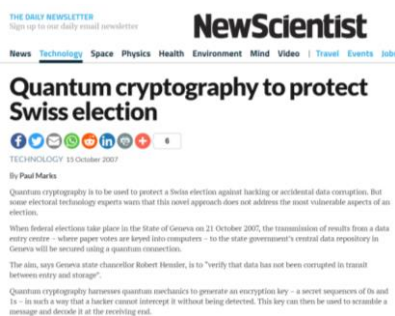 THE DAILY NEWSLETTER
Sign up to our daily email newsletter
NewScientist
News Technology Space Physics Health Environment Mind Video | Travel Events Jobs
Quantum cryptography to protect
Swiss election
6
TECHNOLOGY 15 October 2007
By Paul Marks
Quantum cryptography is to be used to protect a Swiss election against hacking or accidental data corruption. But
some electoral technology experts warn that this novel approach does not address the most vulnerable aspects of an
election.
When federal elections take place in the State of Geneva on 21 October 2007, the transmission of results from a data
entry centre – where paper votes are keyed into computers – to the state government's central data repository in
Geneva will be secured using a quantum connection.
The aim, says Geneva state chancellor Robert Hensler, is to "verify that data has not been corrupted in transit
between entry and storage".
Quantum cryptography harnesses quantum mechanics to generate an encryption key – a secret sequences of 0s and
1s – in such a way that a hacker cannot intercept it without being detected. This key can then be used to scramble a
message and decode it at the receiving end.